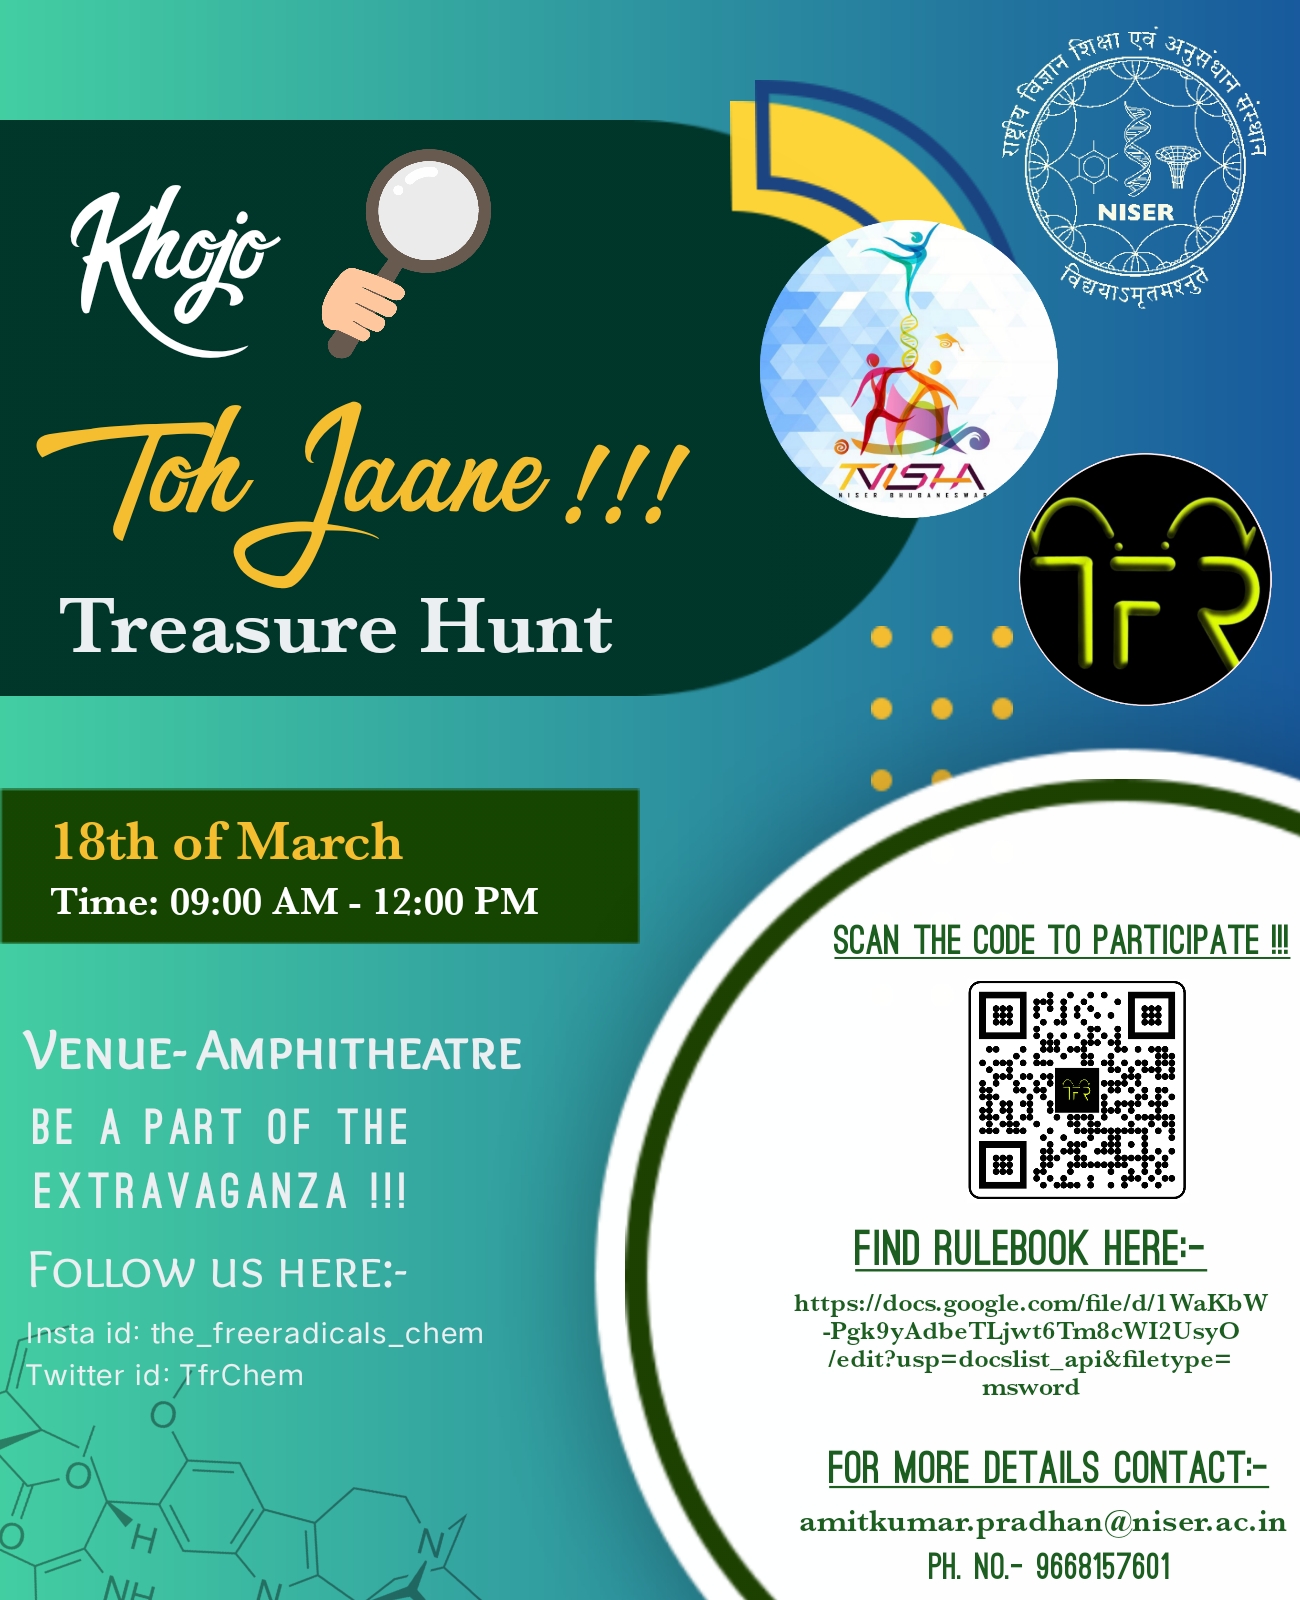 राष्ट्रीय विज्ञान शिक्षा एवं अनुसंधान संस्थान
NISER
विद्ययाऽमृतमश्नुते
Khojo
Toh Jaane !!!
Treasure Hunt
TVISHA
NISER BHUBANESWAR
TFR
18th of March
Time: 09:00 AM - 12:00 PM
SCAN THE CODE TO PARTICIPATE !!!
TFR
VENUE- AMPHITHEATRE
BE A PART OF THE
EXTRAVAGANZA !!!
FOLLOW US HERE:-
Insta id: the_freeradicals_chem
Twitter id: TfrChem
FIND RULEBOOK HERE:-
https://docs.google.com/file/d/1WaKbW
-Pgk9yAdbeTLjwt6Tm8cWI2UsyO
/edit?usp=docslist_api&filetype=
msword
FOR MORE DETAILS CONTACT:-
amitkumar.pradhan@niser.ac.in
PH. NO.- 9668157601
O
O
O
H
N
NH
N